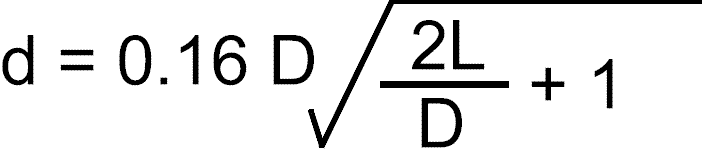 d = 0.16 D√(2L/D + 1)